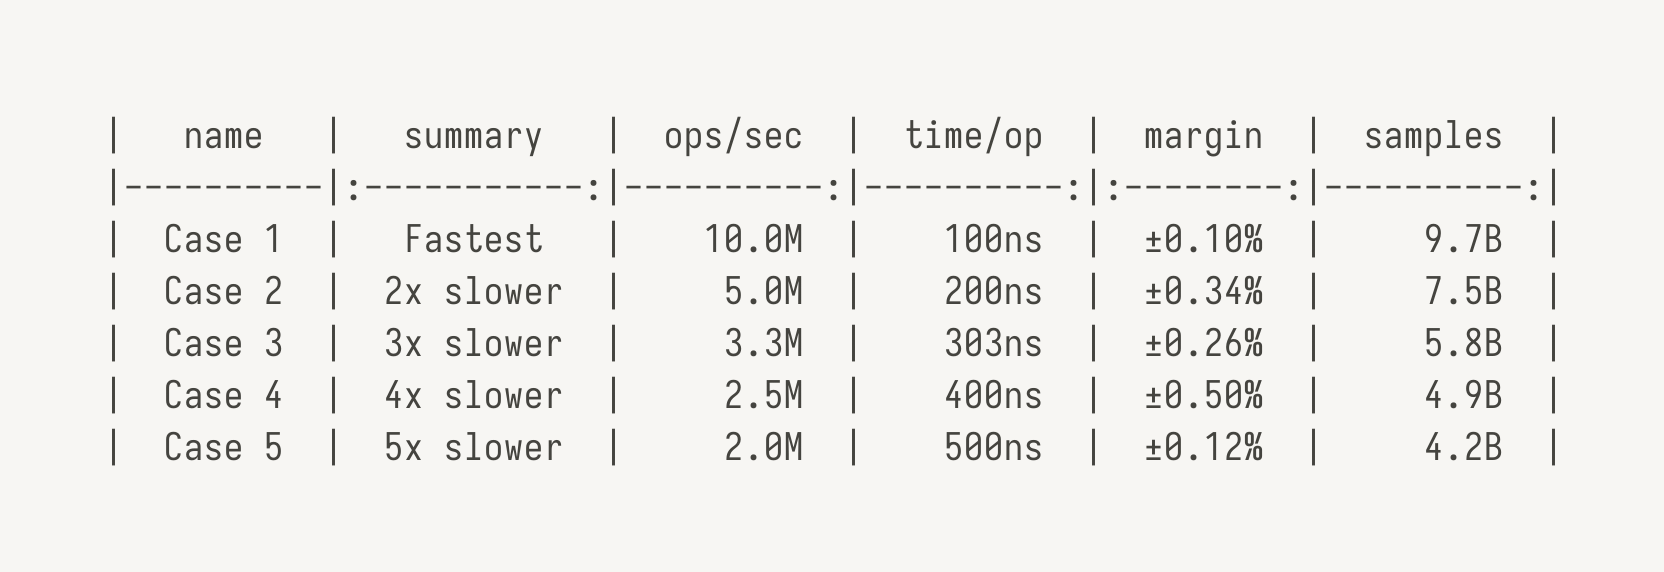 |   name   |   summary   |  ops/sec  |  time/op  |  margin  |  samples  |
|----------|:-----------:|----------:|----------:|:--------:|----------:|
|  Case 1  |   Fastest   |    10.0M  |    100ns  |  ±0.10%  |     9.7B  |
|  Case 2  |  2x slower  |     5.0M  |    200ns  |  ±0.34%  |     7.5B  |
|  Case 3  |  3x slower  |     3.3M  |    303ns  |  ±0.26%  |     5.8B  |
|  Case 4  |  4x slower  |     2.5M  |    400ns  |  ±0.50%  |     4.9B  |
|  Case 5  |  5x slower  |     2.0M  |    500ns  |  ±0.12%  |     4.2B  |